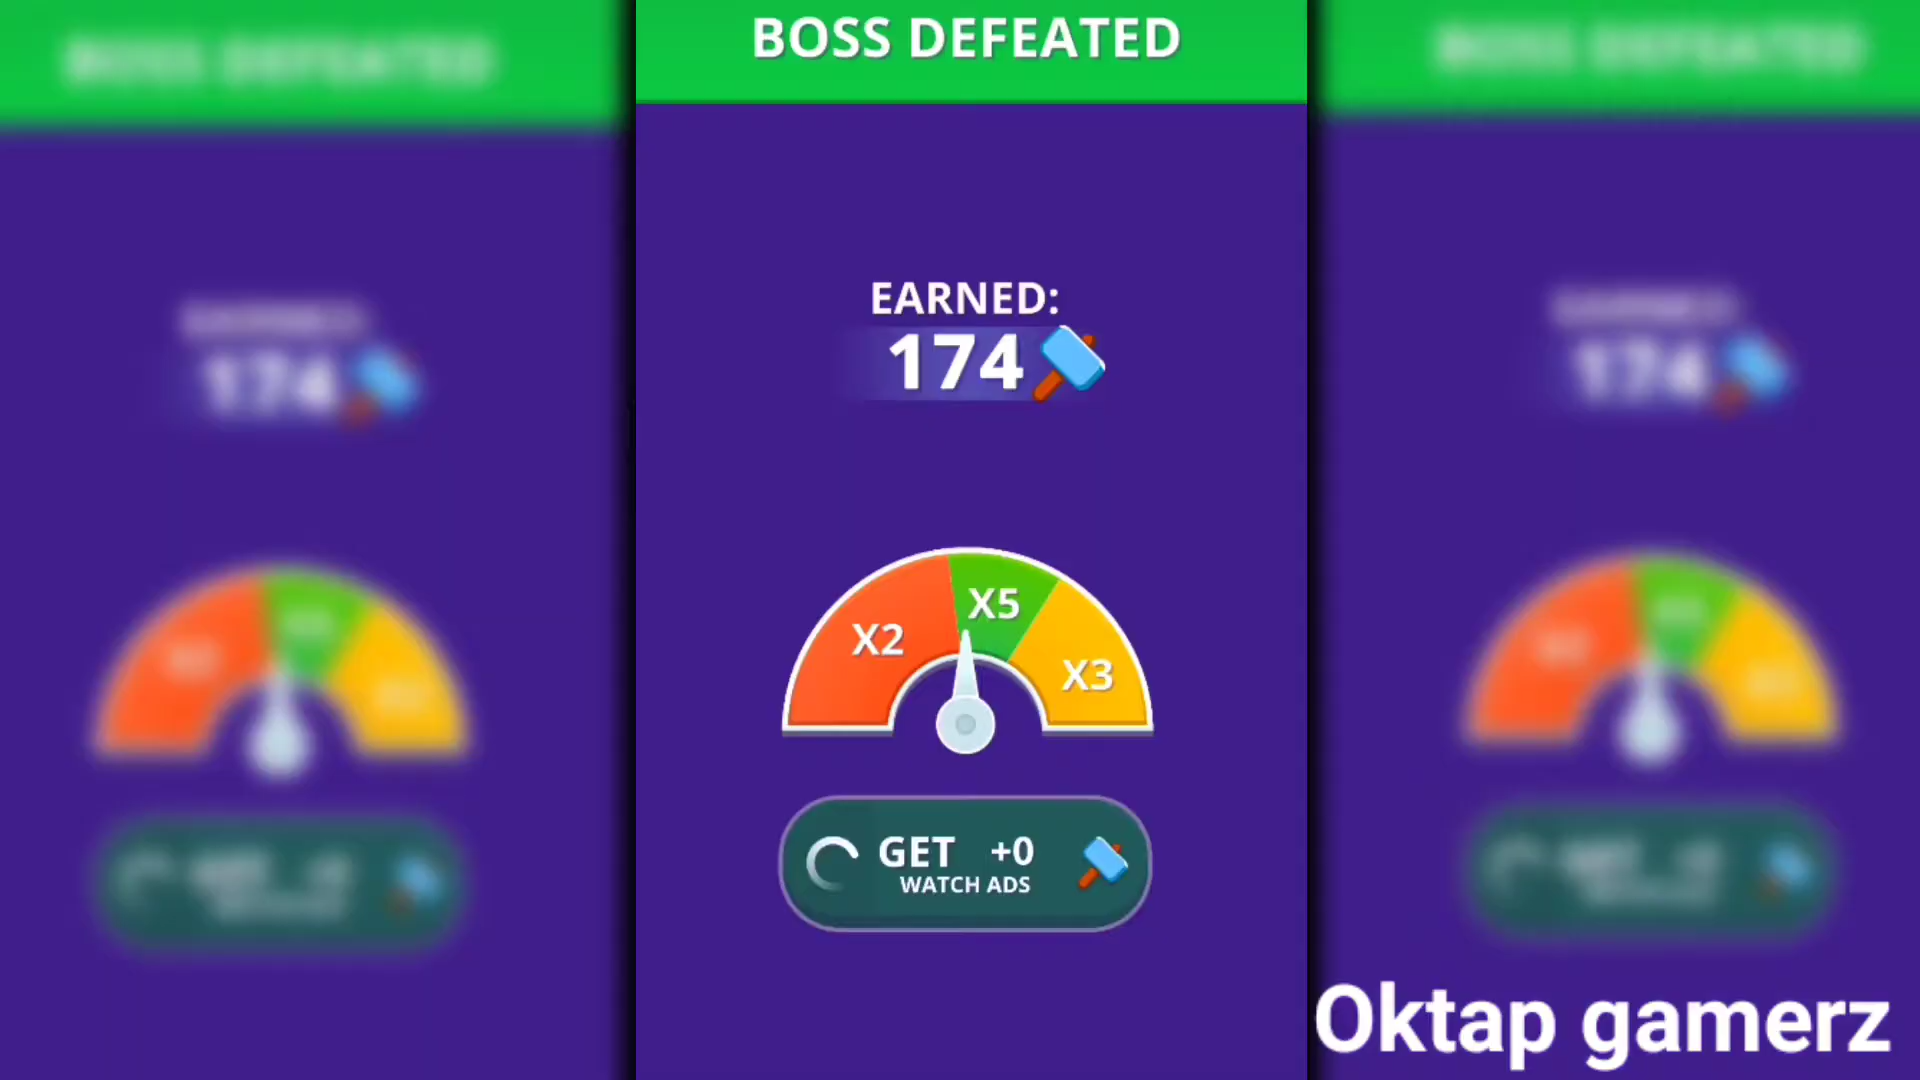 BOSS DEFEATED
EARNED:
174
X2
X5
X3
GET +0
WATCH ADS
Oktap gamerz